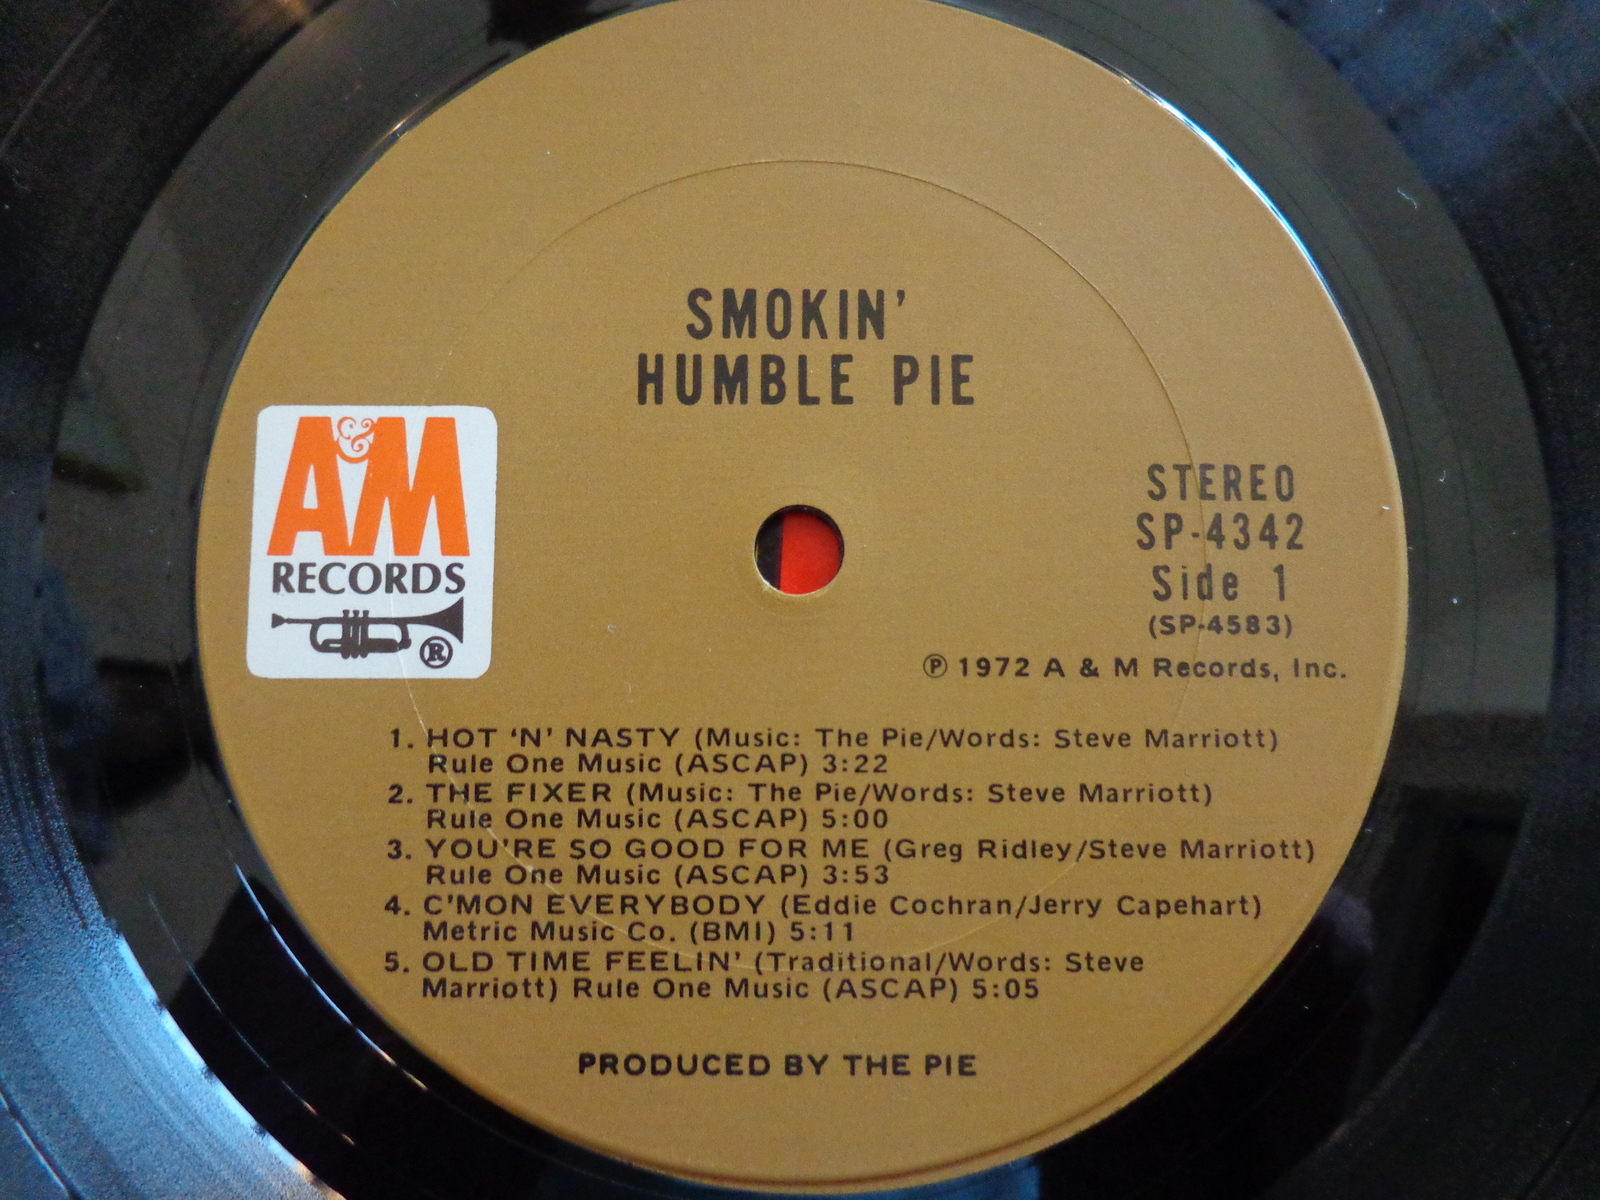 SMOKIN'
HUMBLE PIE
A&M
RECORDS
®
STEREO
SP-4342
Side 1
(SP-4583)
℗ 1972 A & M Records, Inc.
1. HOT 'N' NASTY (Music: The Pie/Words: Steve Marriott)
Rule One Music (ASCAP) 3:22
2. THE FIXER (Music: The Pie/Words: Steve Marriott)
Rule One Music (ASCAP) 5:00
3. YOU'RE SO GOOD FOR ME (Greg Ridley/Steve Marriott)
Rule One Music (ASCAP) 3:53
4. C'MON EVERYBODY (Eddie Cochran/Jerry Capehart)
Metric Music Co. (BMI) 5:11
5. OLD TIME FEELIN' (Traditional/Words: Steve
Marriott) Rule One Music (ASCAP) 5:05
PRODUCED BY THE PIE